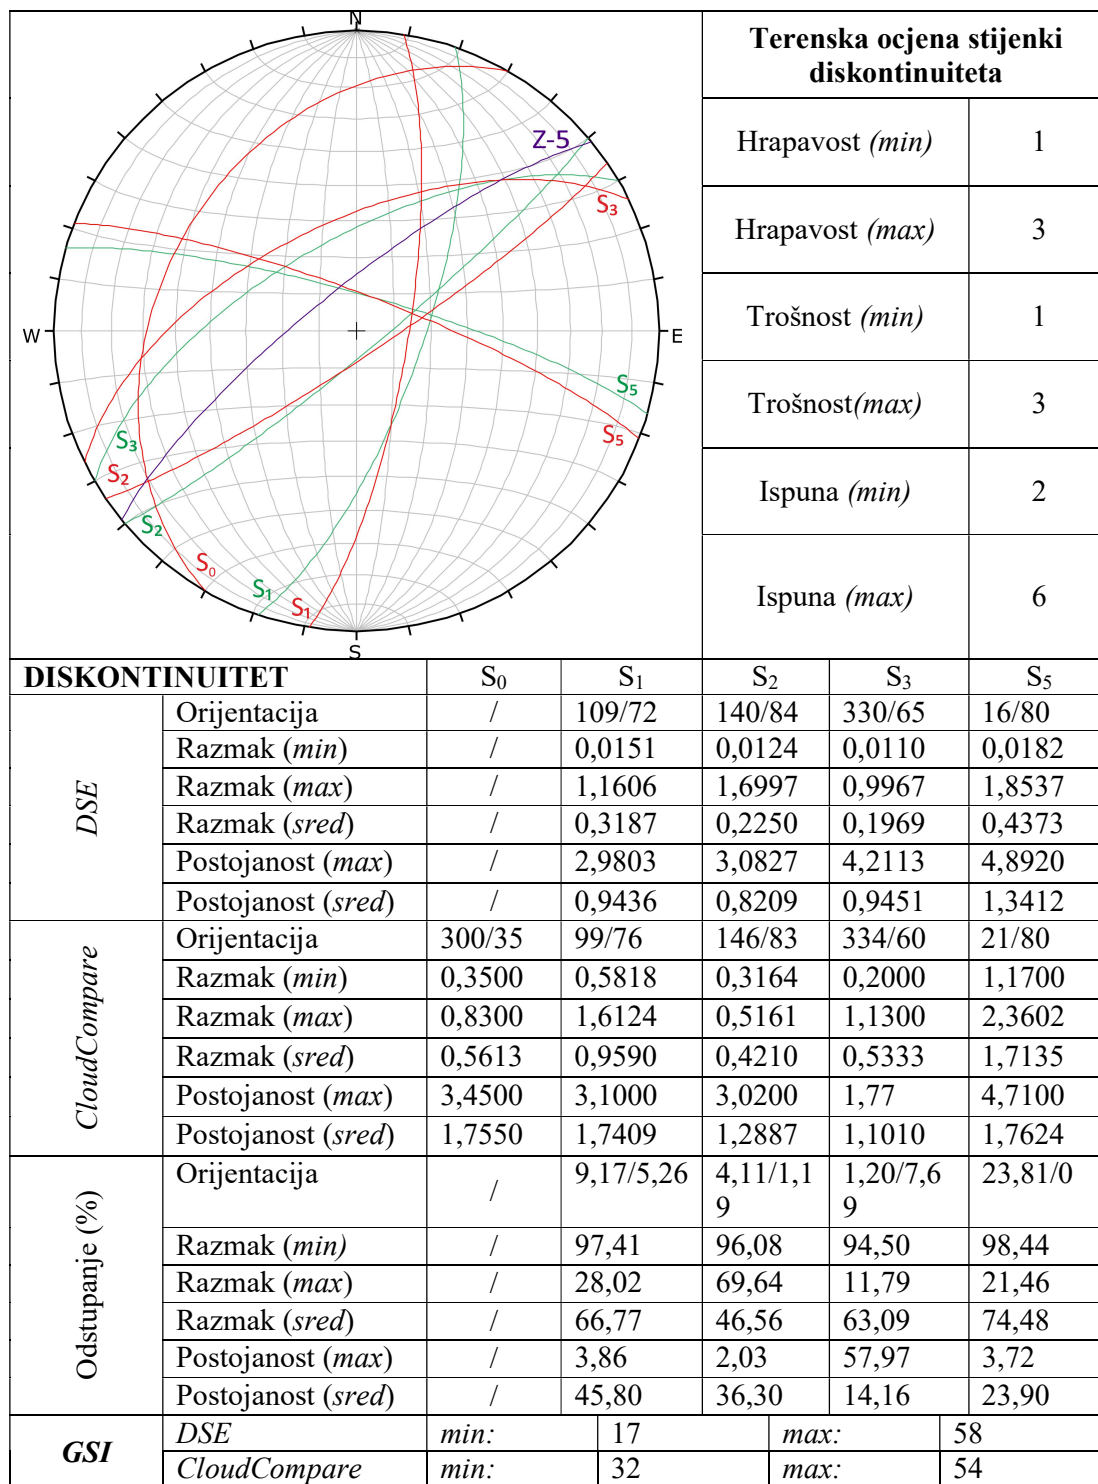 N
Z-5
S₃
W
E
S₅
S₅
S₃
S₂
S₂
S₀
S₁
S₁
S
Terenska ocjena stijenki
diskontinuiteta
Hrapavost (min) 1
Hrapavost (max) 3
Trošnost (min) 1
Trošnost(max) 3
Ispuna (min) 2
Ispuna (max) 6
DISKONTINUITET S₀ S₁ S₂ S₃ S₅
DSE
Orijentacija / 109/72 140/84 330/65 16/80
Razmak (min) / 0,0151 0,0124 0,0110 0,0182
Razmak (max) / 1,1606 1,6997 0,9967 1,8537
Razmak (sred) / 0,3187 0,2250 0,1969 0,4373
Postojanost (max) / 2,9803 3,0827 4,2113 4,8920
Postojanost (sred) / 0,9436 0,8209 0,9451 1,3412
CloudCompare
Orijentacija 300/35 99/76 146/83 334/60 21/80
Razmak (min) 0,3500 0,5818 0,3164 0,2000 1,1700
Razmak (max) 0,8300 1,6124 0,5161 1,1300 2,3602
Razmak (sred) 0,5613 0,9590 0,4210 0,5333 1,7135
Postojanost (max) 3,4500 3,1000 3,0200 1,77 4,7100
Postojanost (sred) 1,7550 1,7409 1,2887 1,1010 1,7624
Odstupanje (%)
Orijentacija / 9,17/5,26 4,11/1,1 1,20/7,6 23,81/0
9 9
Razmak (min) / 97,41 96,08 94,50 98,44
Razmak (max) / 28,02 69,64 11,79 21,46
Razmak (sred) / 66,77 46,56 63,09 74,48
Postojanost (max) / 3,86 2,03 57,97 3,72
Postojanost (sred) / 45,80 36,30 14,16 23,90
GSI
DSE min: 17 max: 58
CloudCompare min: 32 max: 54